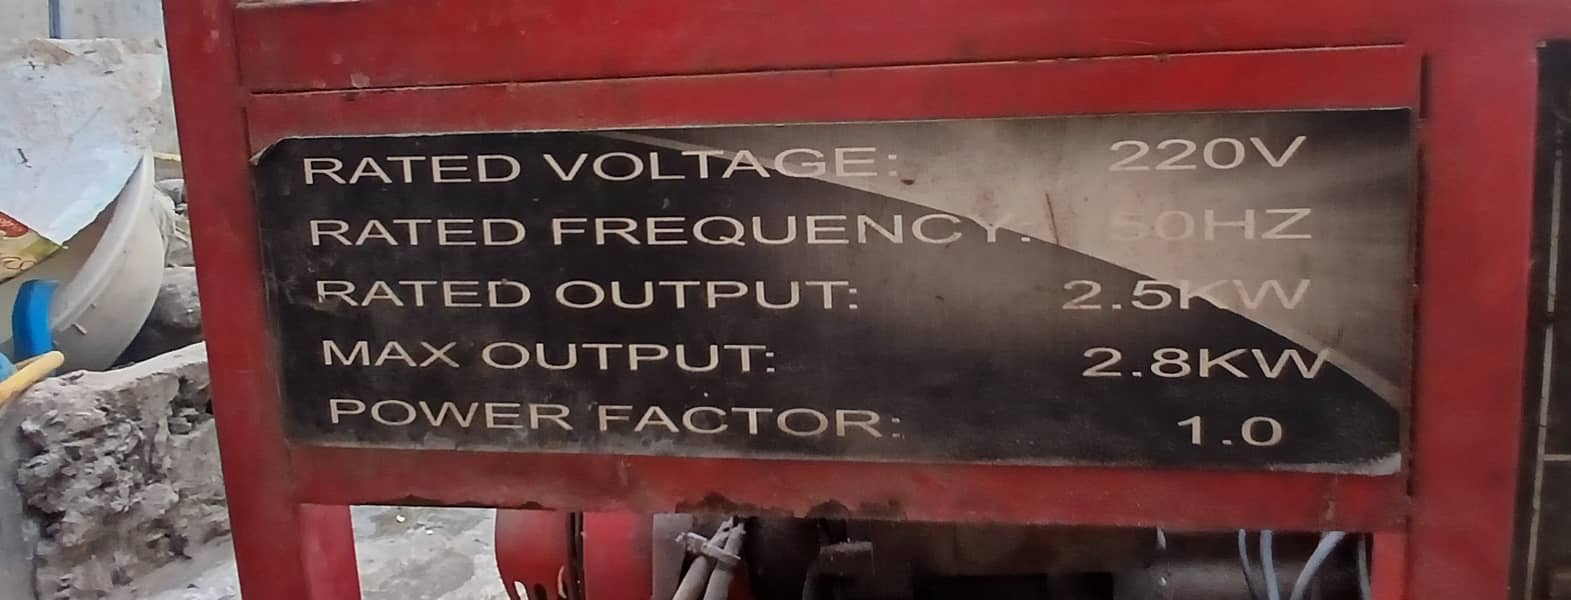 RATED VOLTAGE: 220V
RATED FREQUENCY: 50HZ
RATED OUTPUT: 2.5KW
MAX OUTPUT: 2.8KW
POWER FACTOR: 1.0